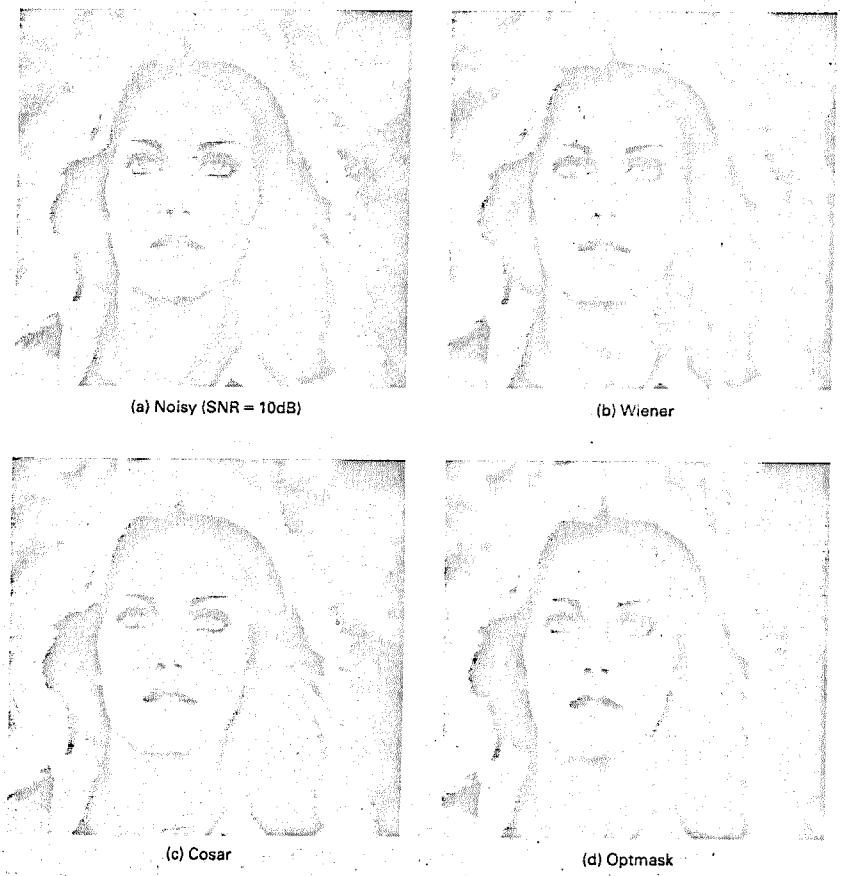 (a) Noisy (SNR = 10dB)
(b) Wiener
(c) Cosar
(d) Optmask